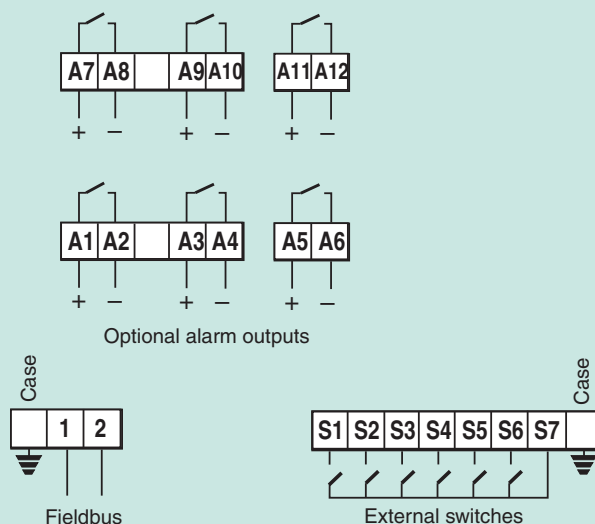 A7 A8 A9 A10 A11 A12
+ − + − + −
A1 A2 A3 A4 A5 A6
+ − + − + −
Optional alarm outputs
Case
1 2
Fieldbus
Case
S1 S2 S3 S4 S5 S6 S7
External switches